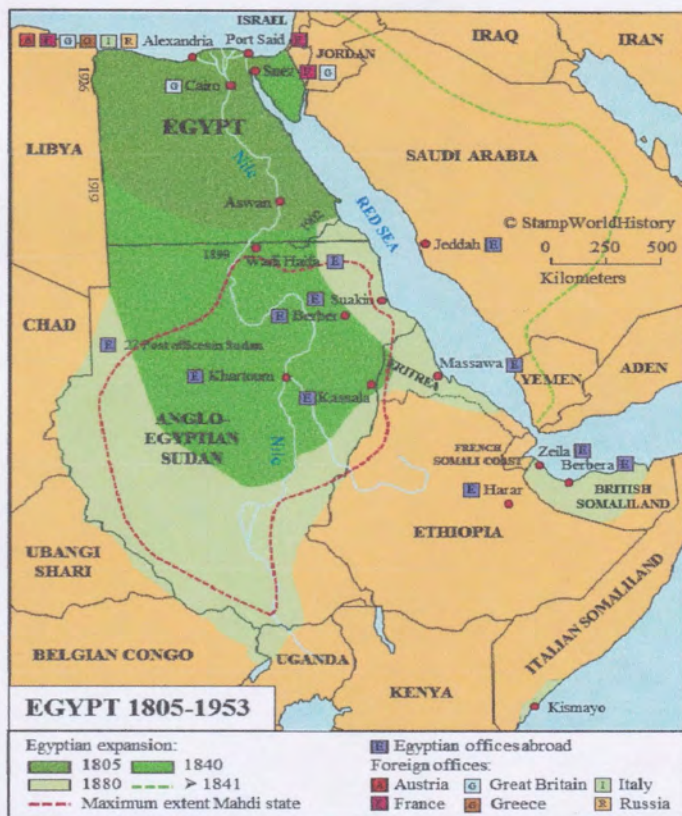 ISRAEL
A F G G I R
Alexandria
Port Said
F
JORDAN
IRAQ
IRAN
Suez
F G
1926
G Cairo
EGYPT
LIBYA
Nile
SAUDI ARABIA
1919
Aswan
1902
RED SEA
© StampWorldHistory
Jeddah E
0 250 500
Kilometers
1899
Wadi Halfa E
CHAD
E
Suakin
E
Berber
E
22 Post offices in Sudan
Massawa E
ERITREA
YEMEN
ADEN
E Khartoum
E Kassala
ANGLO-
EGYPTIAN
SUDAN
Nile
FRENCH
SOMALI COAST
Zeila E
Berbera E
BRITISH
SOMALILAND
E Harar
ETHIOPIA
UBANGI
SHARI
BELGIAN CONGO
UGANDA
KENYA
ITALIAN SOMALILAND
Kismayo
EGYPT 1805-1953
Egyptian expansion:
1805 1840
1880 > 1841
Maximum extent Mahdi state
E Egyptian offices abroad
Foreign offices:
A Austria G Great Britain I Italy
F France G Greece R Russia